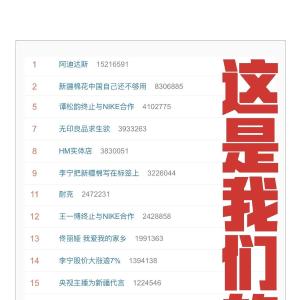 1 阿迪达斯 15216591
2 新疆棉花中国自己还不够用 8306885
5 谭松韵终止与NIKE合作 4102775
7 无印良品求生欲 3933263
8 HM实体店 3830051
9 李宁把新疆棉写在标签上 3226044
11 耐克 2472231
12 王一博终止与NIKE合作 2428858
13 佟丽娅 我爱我的家乡 1991363
14 李宁股价大涨逾7% 1394138
15 央视主播为新疆代言 1224546
这是我们的